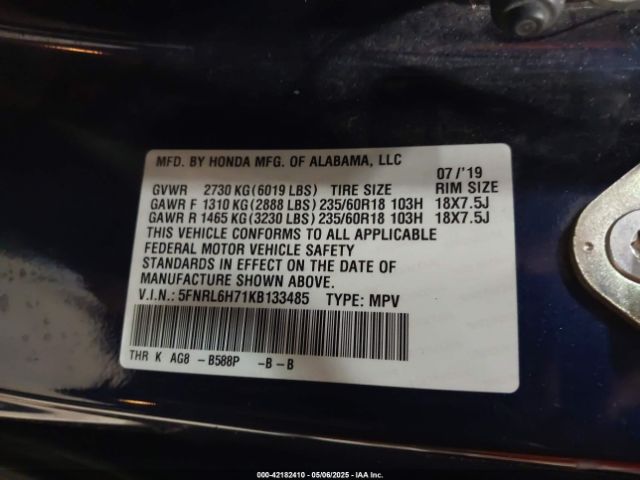 MFD. BY HONDA MFG. OF ALABAMA, LLC 07/'19
GVWR 2730 KG(6019 LBS) TIRE SIZE RIM SIZE
GAWR F 1310 KG(2888 LBS) 235/60R18 103H 18X7.5J
GAWR R 1465 KG(3230 LBS) 235/60R18 103H 18X7.5J
THIS VEHICLE CONFORMS TO ALL APPLICABLE
FEDERAL MOTOR VEHICLE SAFETY
STANDARDS IN EFFECT ON THE DATE OF
MANUFACTURE SHOWN ABOVE.
V.I.N.: 5FNRL6H71KB133485 TYPE: MPV
THR K AG8 -B588P -B-B
000-42182410 - 05/06/2025 - IAA Inc.